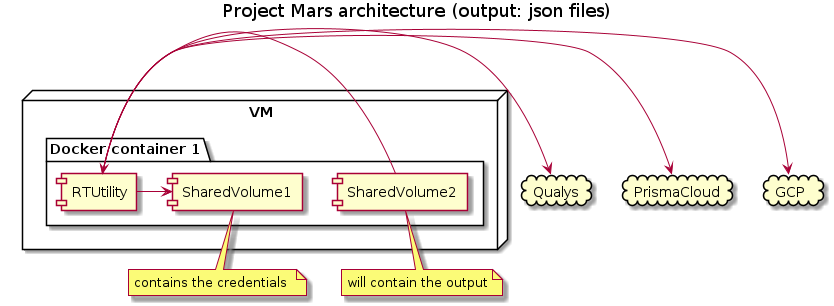 Project Mars architecture (output: json files)
VM
Docker container 1
RTUtility
SharedVolume1
SharedVolume2
Qualys
PrismaCloud
GCP
contains the credentials
will contain the output